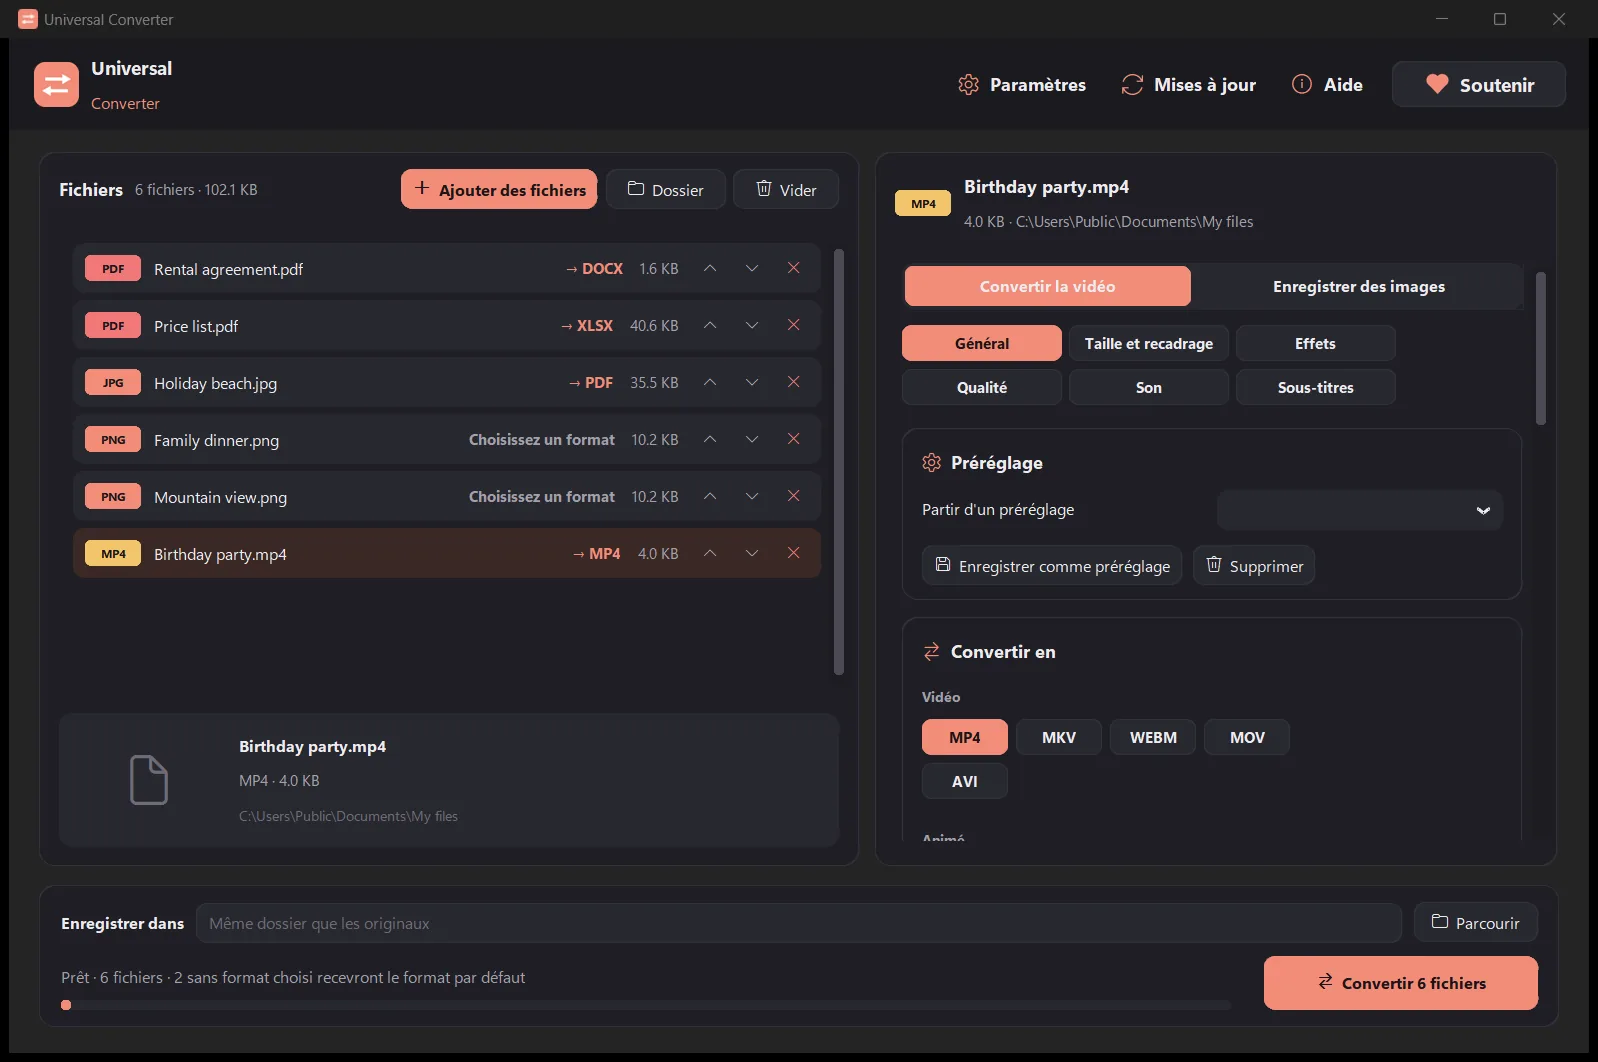 Universal Converter
Universal
Converter
Paramètres
Mises à jour
Aide
Soutenir
Fichiers 6 fichiers · 102.1 KB
Ajouter des fichiers
Dossier
Vider
PDF Rental agreement.pdf → DOCX 1.6 KB
PDF Price list.pdf → XLSX 40.6 KB
JPG Holiday beach.jpg → PDF 35.5 KB
PNG Family dinner.png Choisissez un format 10.2 KB
PNG Mountain view.png Choisissez un format 10.2 KB
MP4 Birthday party.mp4 → MP4 4.0 KB
Birthday party.mp4
MP4 · 4.0 KB
C:\Users\Public\Documents\My files
MP4
Birthday party.mp4
4.0 KB · C:\Users\Public\Documents\My files
Convertir la vidéo Enregistrer des images
Général Taille et recadrage Effets
Qualité Son Sous-titres
Préréglage
Partir d'un préréglage
Enregistrer comme préréglage Supprimer
Convertir en
Vidéo
MP4 MKV WEBM MOV
AVI
Animé
Enregistrer dans Même dossier que les originaux Parcourir
Prêt · 6 fichiers · 2 sans format choisi recevront le format par défaut
Convertir 6 fichiers